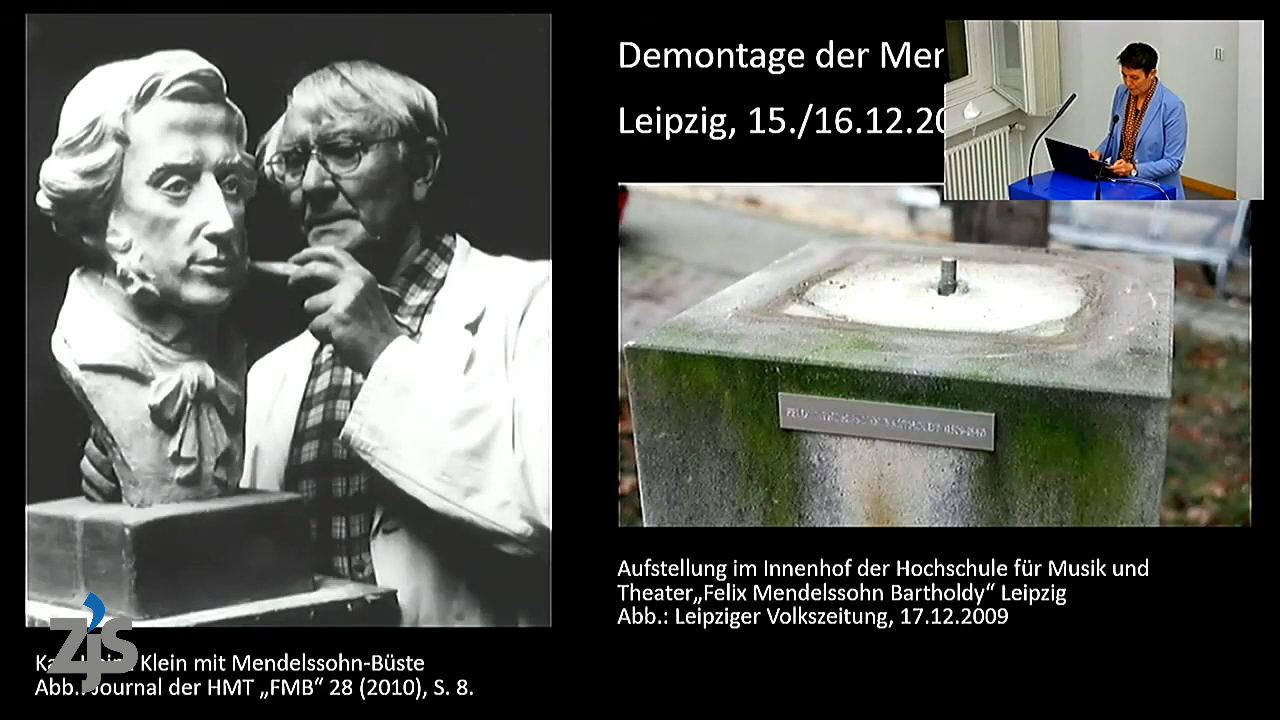 Demontage der
Leipzig, 15./16.12.20
Aufstellung im Innenhof der Hochschule für Musik und
Theater„Felix Mendelssohn Bartholdy“ Leipzig
Abb.: Leipziger Volkszeitung, 17.12.2009
Klein mit Mendelssohn-Büste
Abb.: Journal der HMT „FMB“ 28 (2010), S. 8.
ZjS